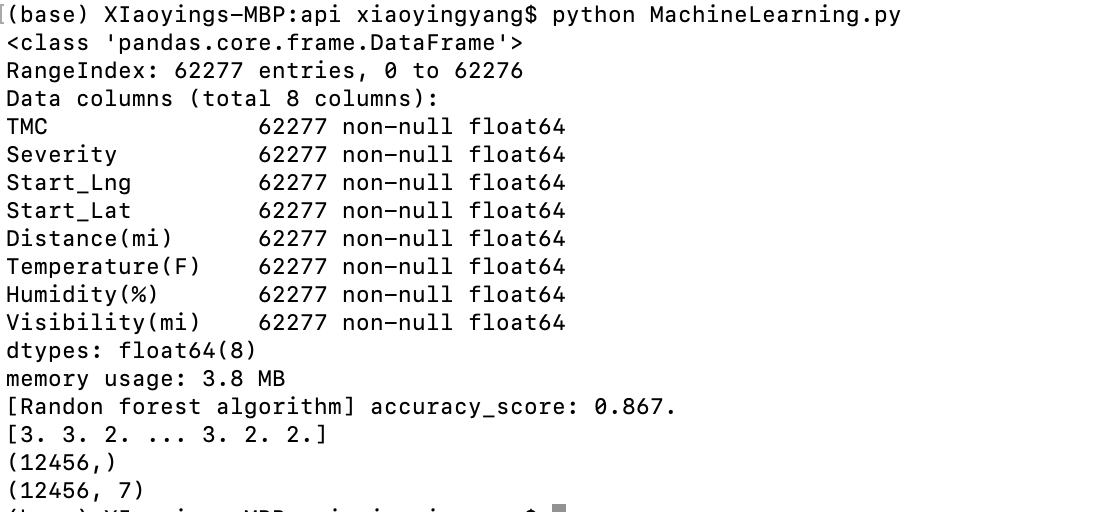 [(base) XIaoyings-MBP:api xiaoyingyang$ python MachineLearning.py
<class 'pandas.core.frame.DataFrame'>
RangeIndex: 62277 entries, 0 to 62276
Data columns (total 8 columns):
TMC               62277 non-null float64
Severity          62277 non-null float64
Start_Lng         62277 non-null float64
Start_Lat         62277 non-null float64
Distance(mi)      62277 non-null float64
Temperature(F)    62277 non-null float64
Humidity(%)       62277 non-null float64
Visibility(mi)    62277 non-null float64
dtypes: float64(8)
memory usage: 3.8 MB
[Randon forest algorithm] accuracy_score: 0.867.
[3. 3. 2. ... 3. 2. 2.]
(12456,)
(12456, 7)